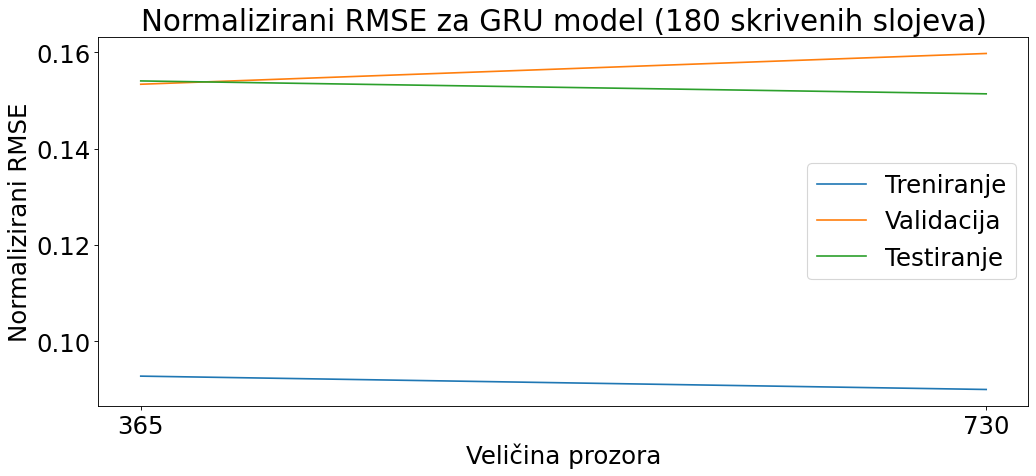 Normalizirani RMSE za GRU model (180 skrivenih slojeva)
Normalizirani RMSE
0.16
0.14
0.12
0.10
Treniranje
Validacija
Testiranje
365
730
Veličina prozora